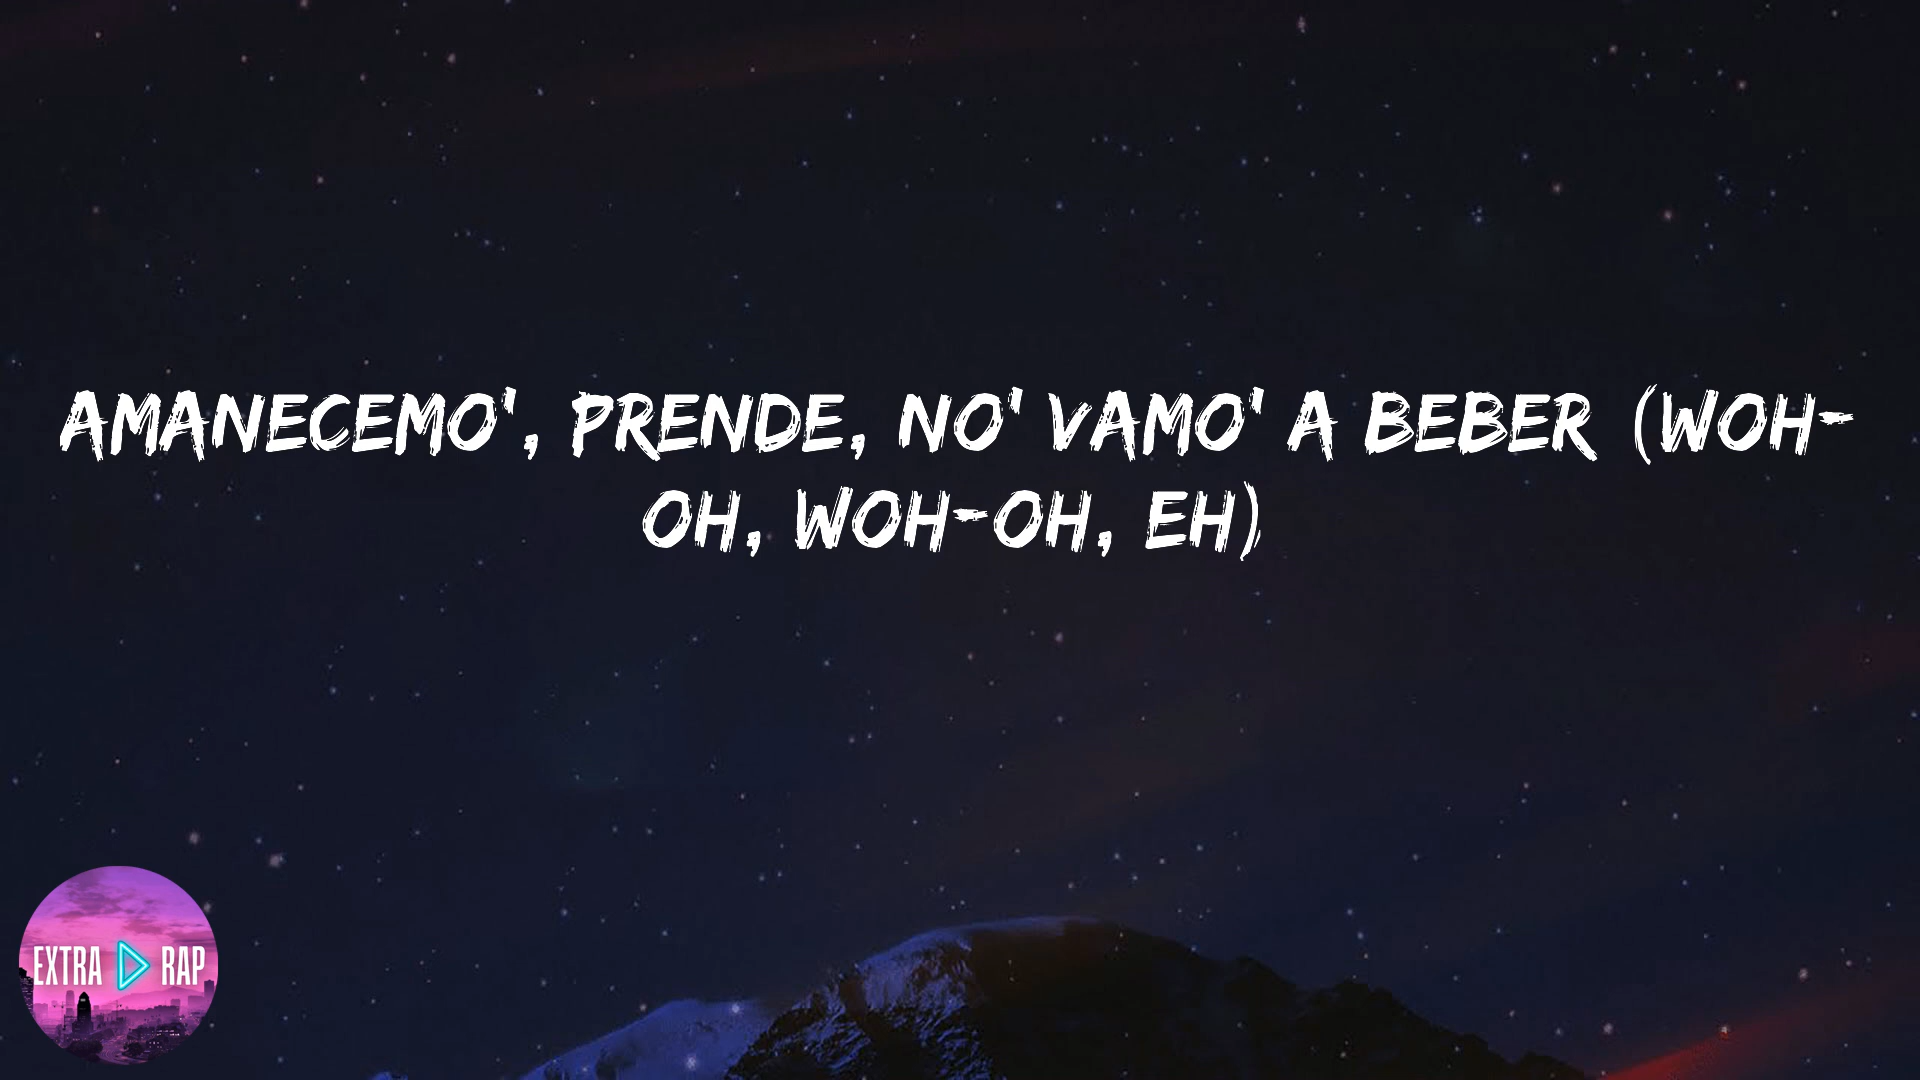 AMANECEMO', PRENDE, NO' VAMO' A BEBER (WOH-
OH, WOH-OH, EH)
EXTRA RAP